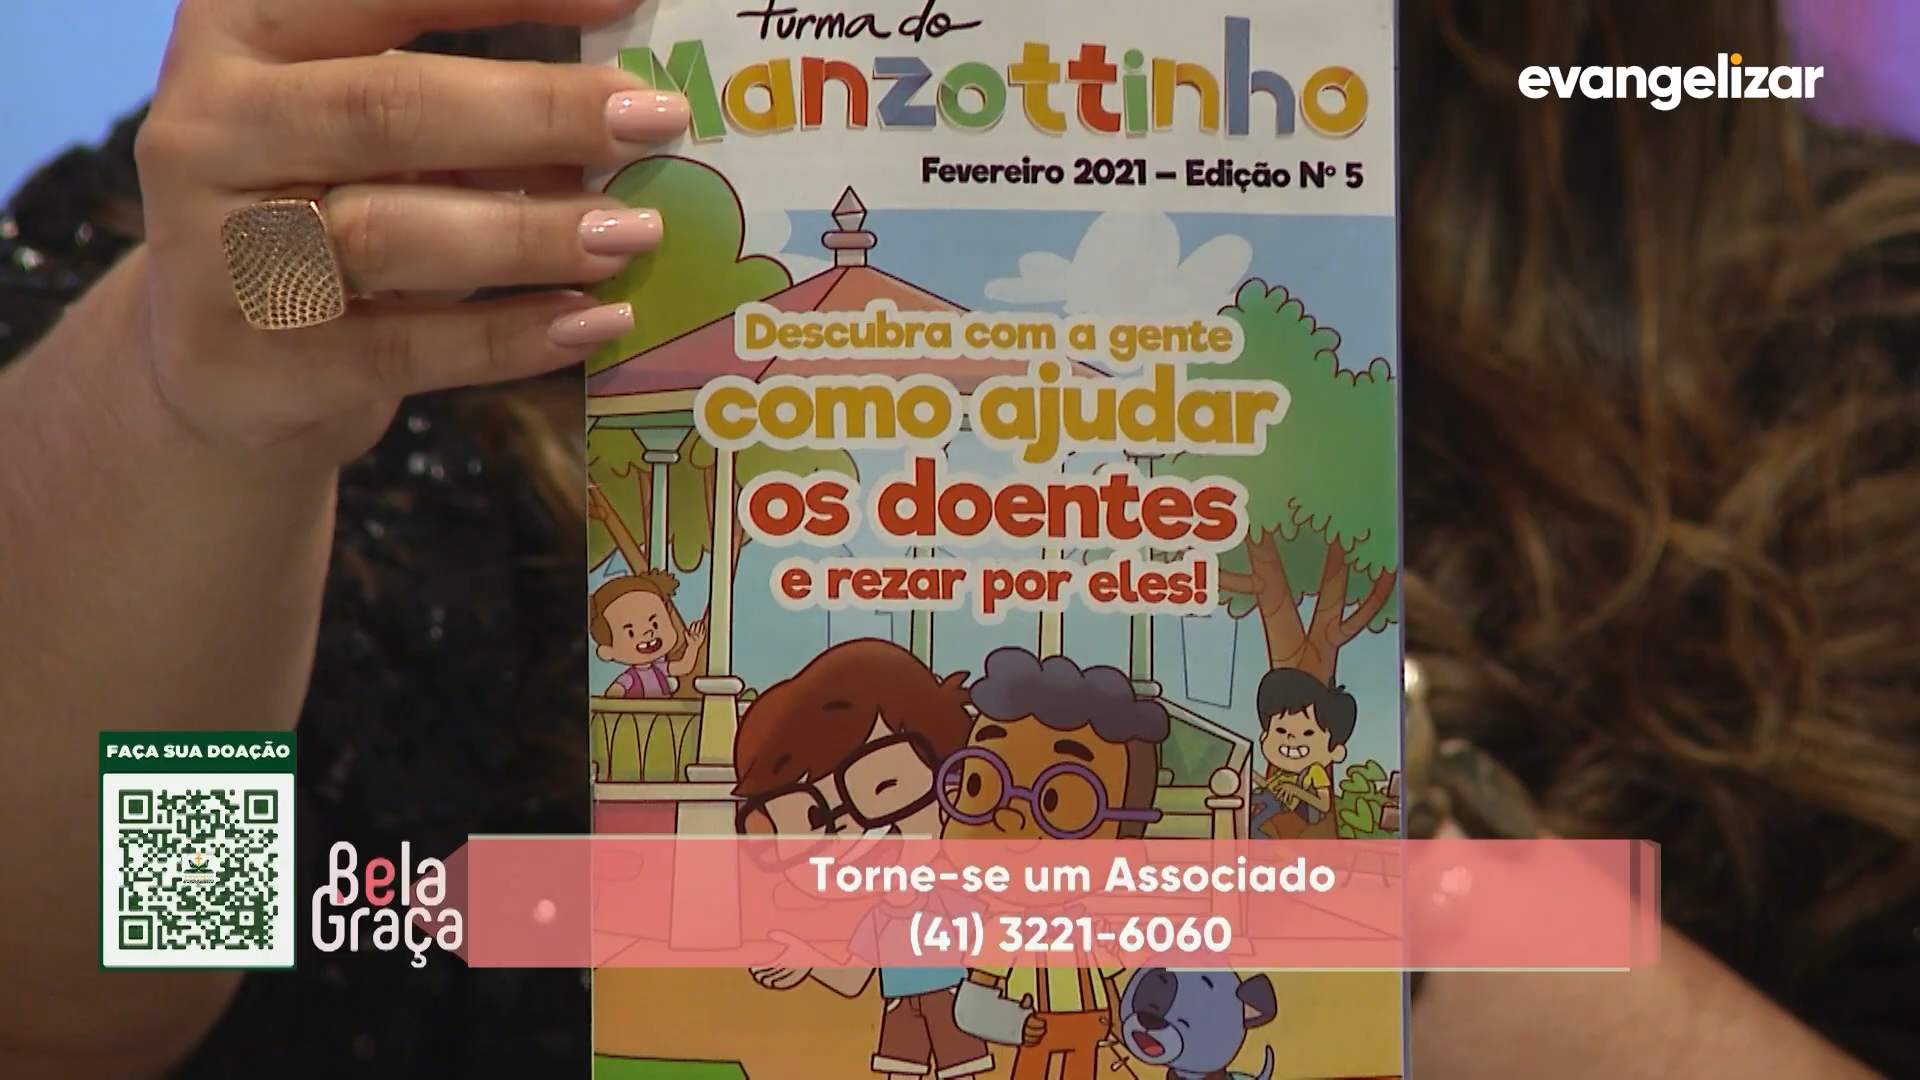 turma do
Manzottinho
evangelizar
Fevereiro 2021 – Edição Nº 5
Descubra com a gente
como ajudar
os doentes
e rezar por eles!
FAÇA SUA DOAÇÃO
Bela
Graça
Torne-se um Associado
(41) 3221-6060